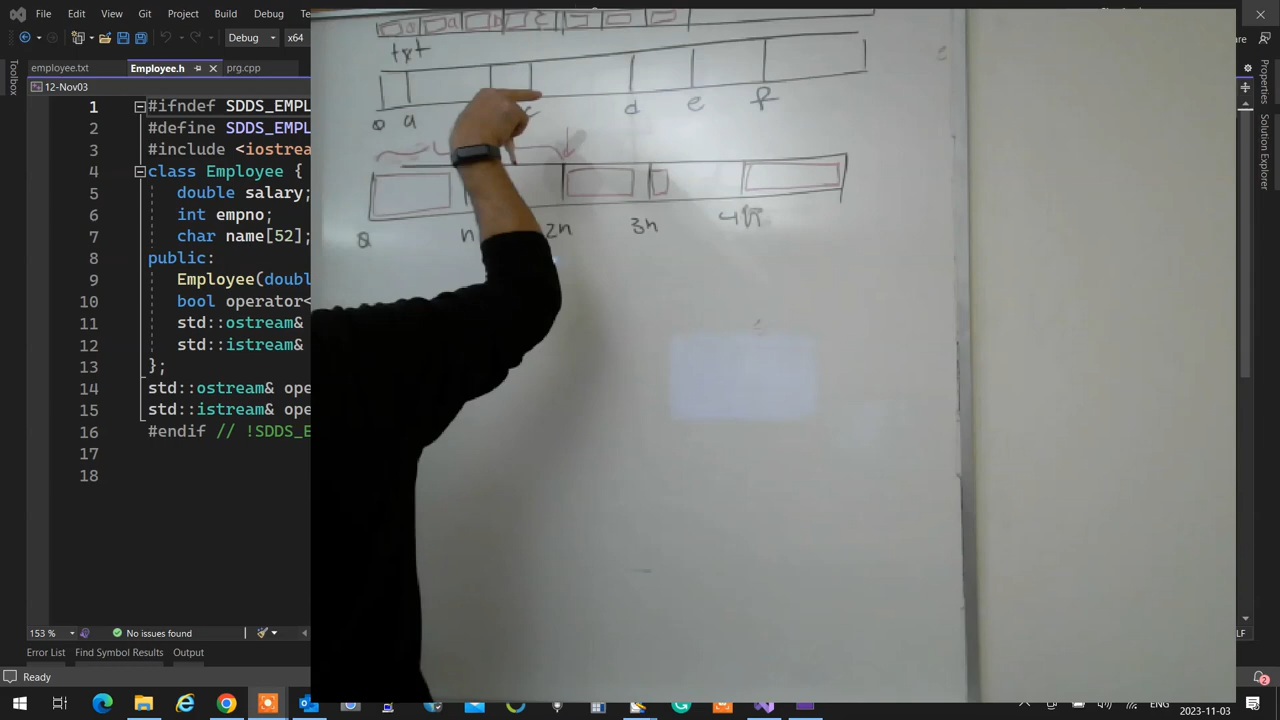 File Edit View Git Project Build Debug
Debug x64
employee.txt Employee.h prg.cpp
12-Nov03
1 #ifndef SDDS_EMPL
2 #define SDDS_EMPL
3 #include <iostrea
4 class Employee {
5 double salary;
6 int empno;
7 char name[52];
8 public:
9 Employee(doubl
10 bool operator<
11 std::ostream&
12 std::istream&
13 };
14 std::ostream& ope
15 std::istream& ope
16 #endif // !SDDS_E
17
18
153 % No issues found
Error List Find Symbol Results Output
Ready
Toolbox
Properties
txt
0 a c d e f
0 n 2n 3n 4n
ENG
2023-11-03
2